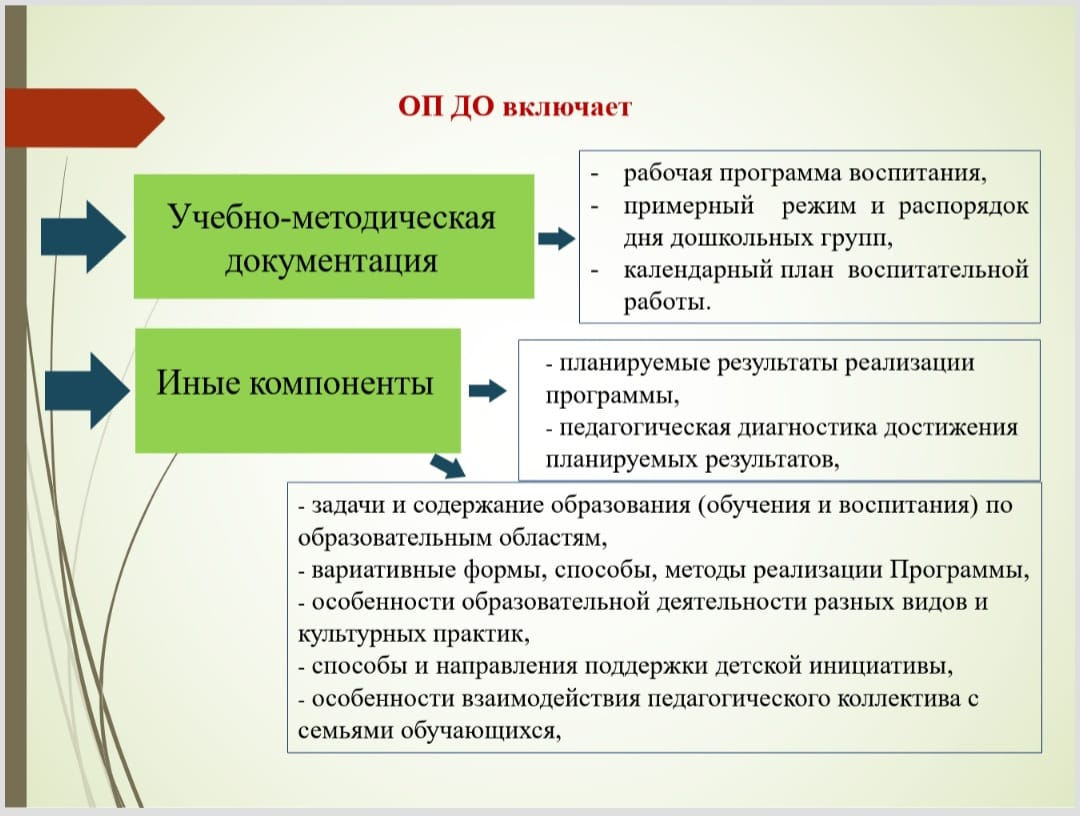 ОП ДО включает
Учебно-методическая
документация
- рабочая программа воспитания,
- примерный режим и распорядок
дня дошкольных групп,
- календарный план воспитательной
работы.
Иные компоненты
- планируемые результаты реализации
программы,
- педагогическая диагностика достижения
планируемых результатов,
- задачи и содержание образования (обучения и воспитания) по
образовательным областям,
- вариативные формы, способы, методы реализации Программы,
- особенности образовательной деятельности разных видов и
культурных практик,
- способы и направления поддержки детской инициативы,
- особенности взаимодействия педагогического коллектива с
семьями обучающихся,